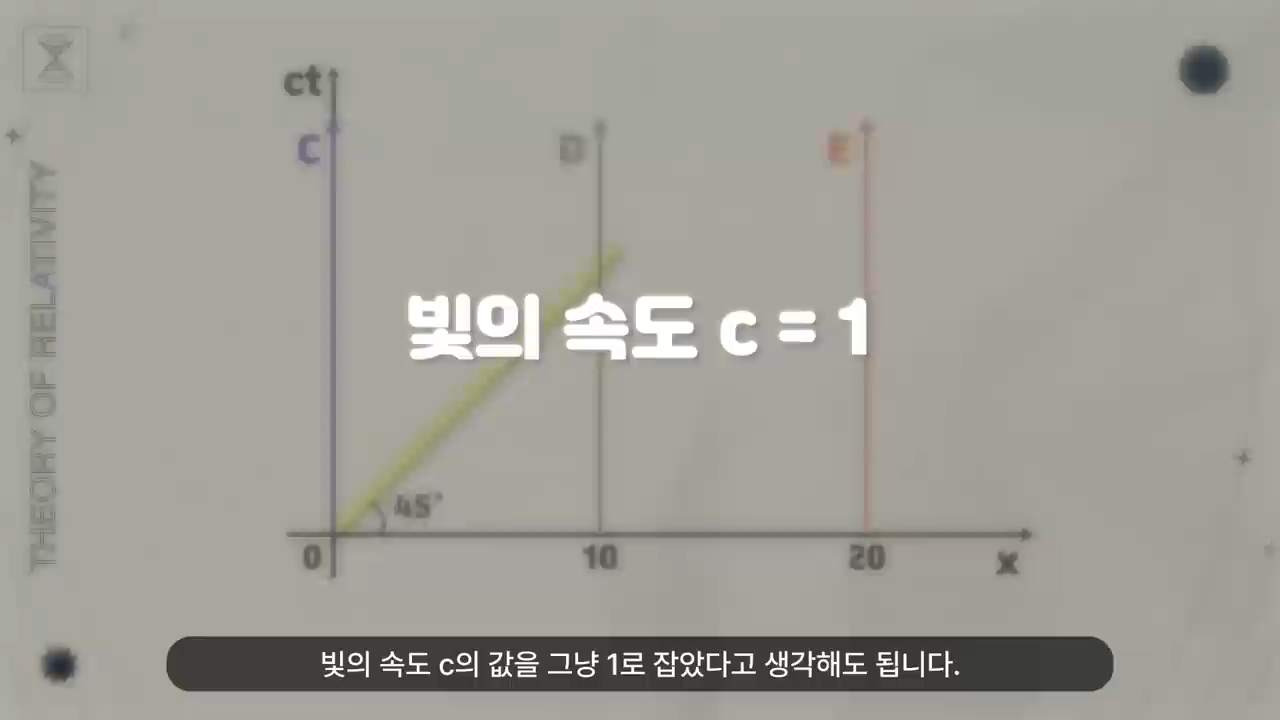 THEORY OF RELATIVITY
ct
C
D
E
빛의 속도 c = 1
45°
0
10
20
x
빛의 속도 c의 값을 그냥 1로 잡았다고 생각해도 됩니다.